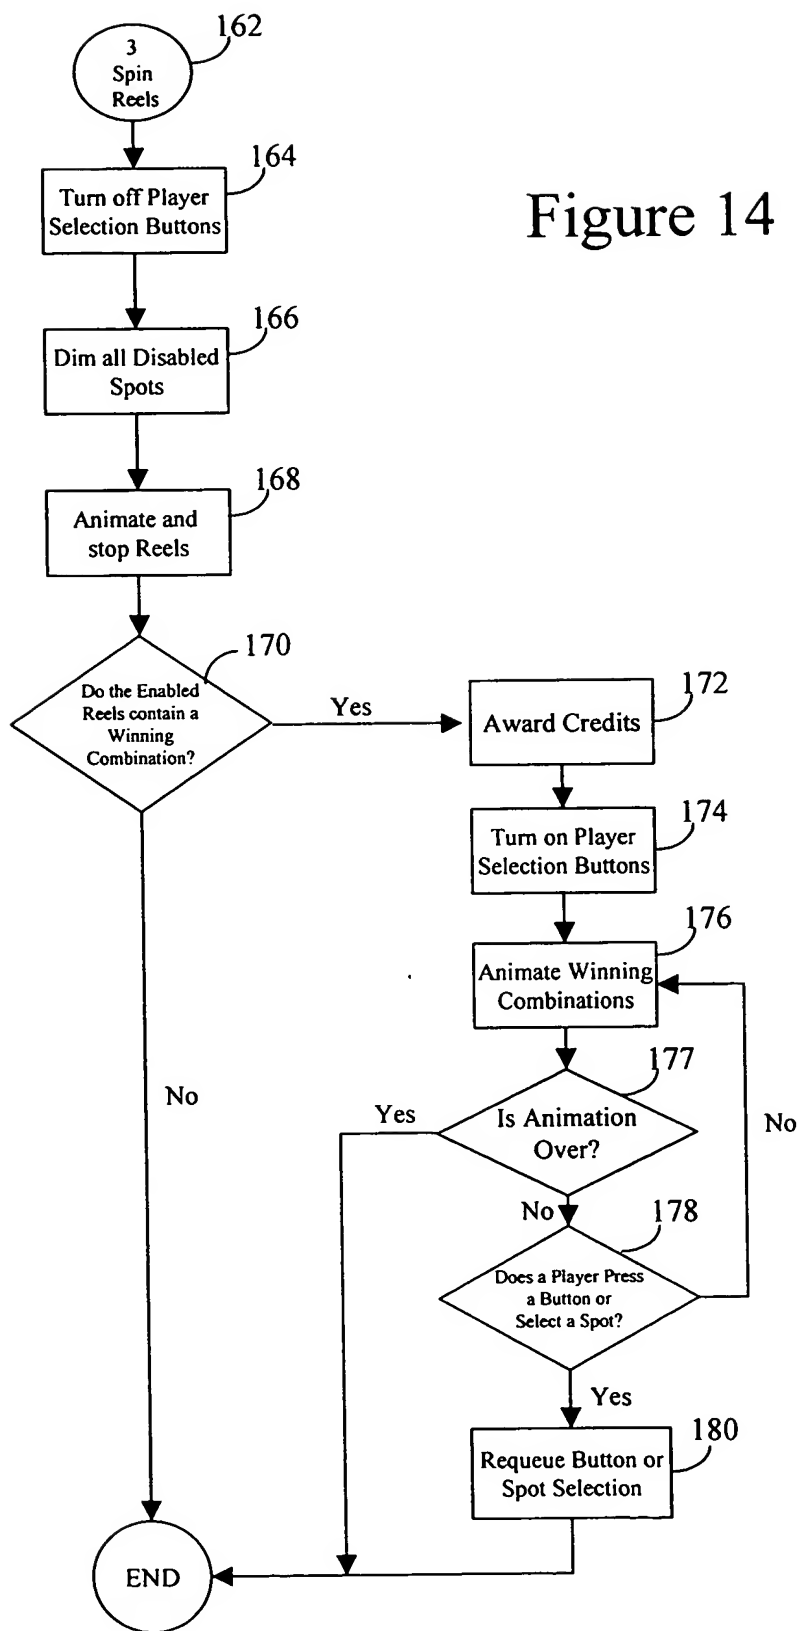 162
3
Spin
Reels
164
Turn off Player
Selection Buttons
Figure 14
166
Dim all Disabled
Spots
168
Animate and
stop Reels
170
Do the Enabled
Reels contain a
Winning
Combination?
Yes
172
Award Credits
174
Turn on Player
Selection Buttons
176
Animate Winning
Combinations
177
Is Animation
Over?
Yes
No
No
No
178
Does a Player Press
a Button or
Select a Spot?
Yes
180
Requeue Button or
Spot Selection
END